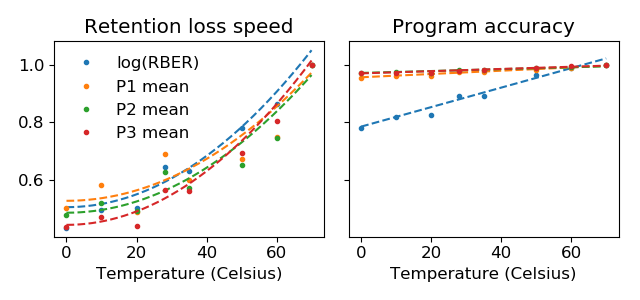 Retention loss speed
Program accuracy
1.0
0.8
0.6
log(RBER)
P1 mean
P2 mean
P3 mean
0
20
40
60
0
20
40
60
Temperature (Celsius)
Temperature (Celsius)